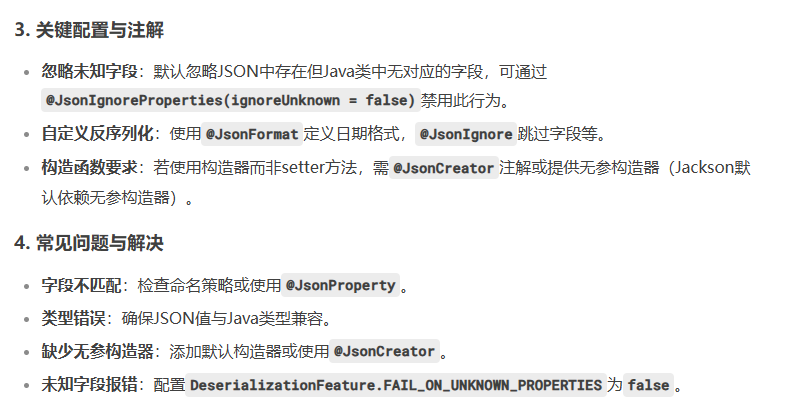 3. 关键配置与注解
忽略未知字段：默认忽略JSON中存在但Java类中无对应的字段，可通过
@JsonIgnoreProperties(ignoreUnknown = false) 禁用此行为。
自定义反序列化：使用 @JsonFormat 定义日期格式， @JsonIgnore 跳过字段等。
构造函数要求：若使用构造器而非setter方法，需 @JsonCreator 注解或提供无参构造器（Jackson默
认依赖无参构造器）。
4. 常见问题与解决
字段不匹配：检查命名策略或使用 @JsonProperty 。
类型错误：确保JSON值与Java类型兼容。
缺少无参构造器：添加默认构造器或使用 @JsonCreator 。
未知字段报错：配置 DeserializationFeature.FAIL_ON_UNKNOWN_PROPERTIES 为 false 。